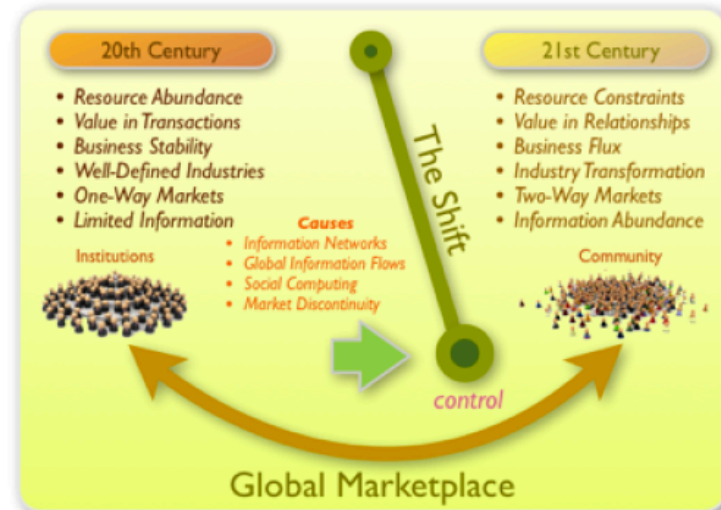 20th Century
• Resource Abundance
• Value in Transactions
• Business Stability
• Well-Defined Industries
• One-Way Markets
• Limited Information
Institutions
Causes
• Information Networks
• Global Information Flows
• Social Computing
• Market Discontinuity
The Shift
control
21st Century
• Resource Constraints
• Value in Relationships
• Business Flux
• Industry Transformation
• Two-Way Markets
• Information Abundance
Community
Global Marketplace